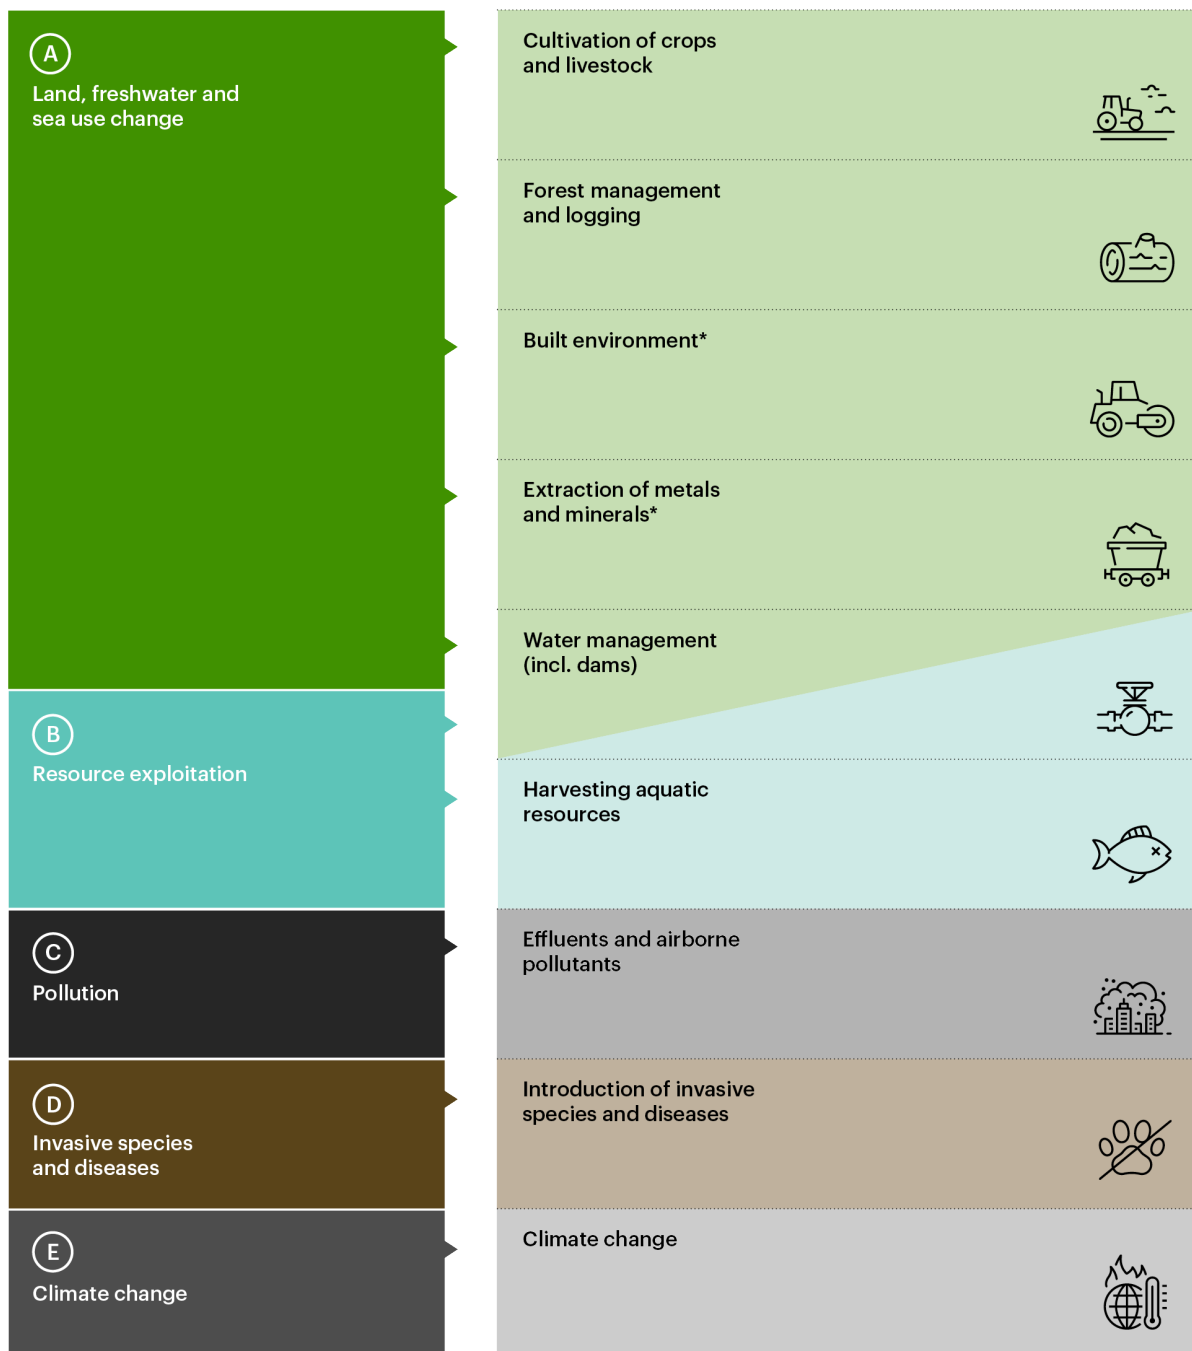 A
Land, freshwater and
sea use change
Cultivation of crops
and livestock
Forest management
and logging
Built environment*
Extraction of metals
and minerals*
Water management
(incl. dams)
B
Resource exploitation
Harvesting aquatic
resources
C
Pollution
Effluents and airborne
pollutants
D
Invasive species
and diseases
Introduction of invasive
species and diseases
E
Climate change
Climate change